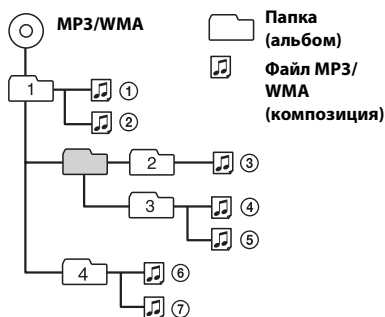 MP3/WMA
Папка
(альбом)
Файл MP3/
WMA
(композиция)
1
①
②
2
③
3
④
⑤
4
⑥
⑦